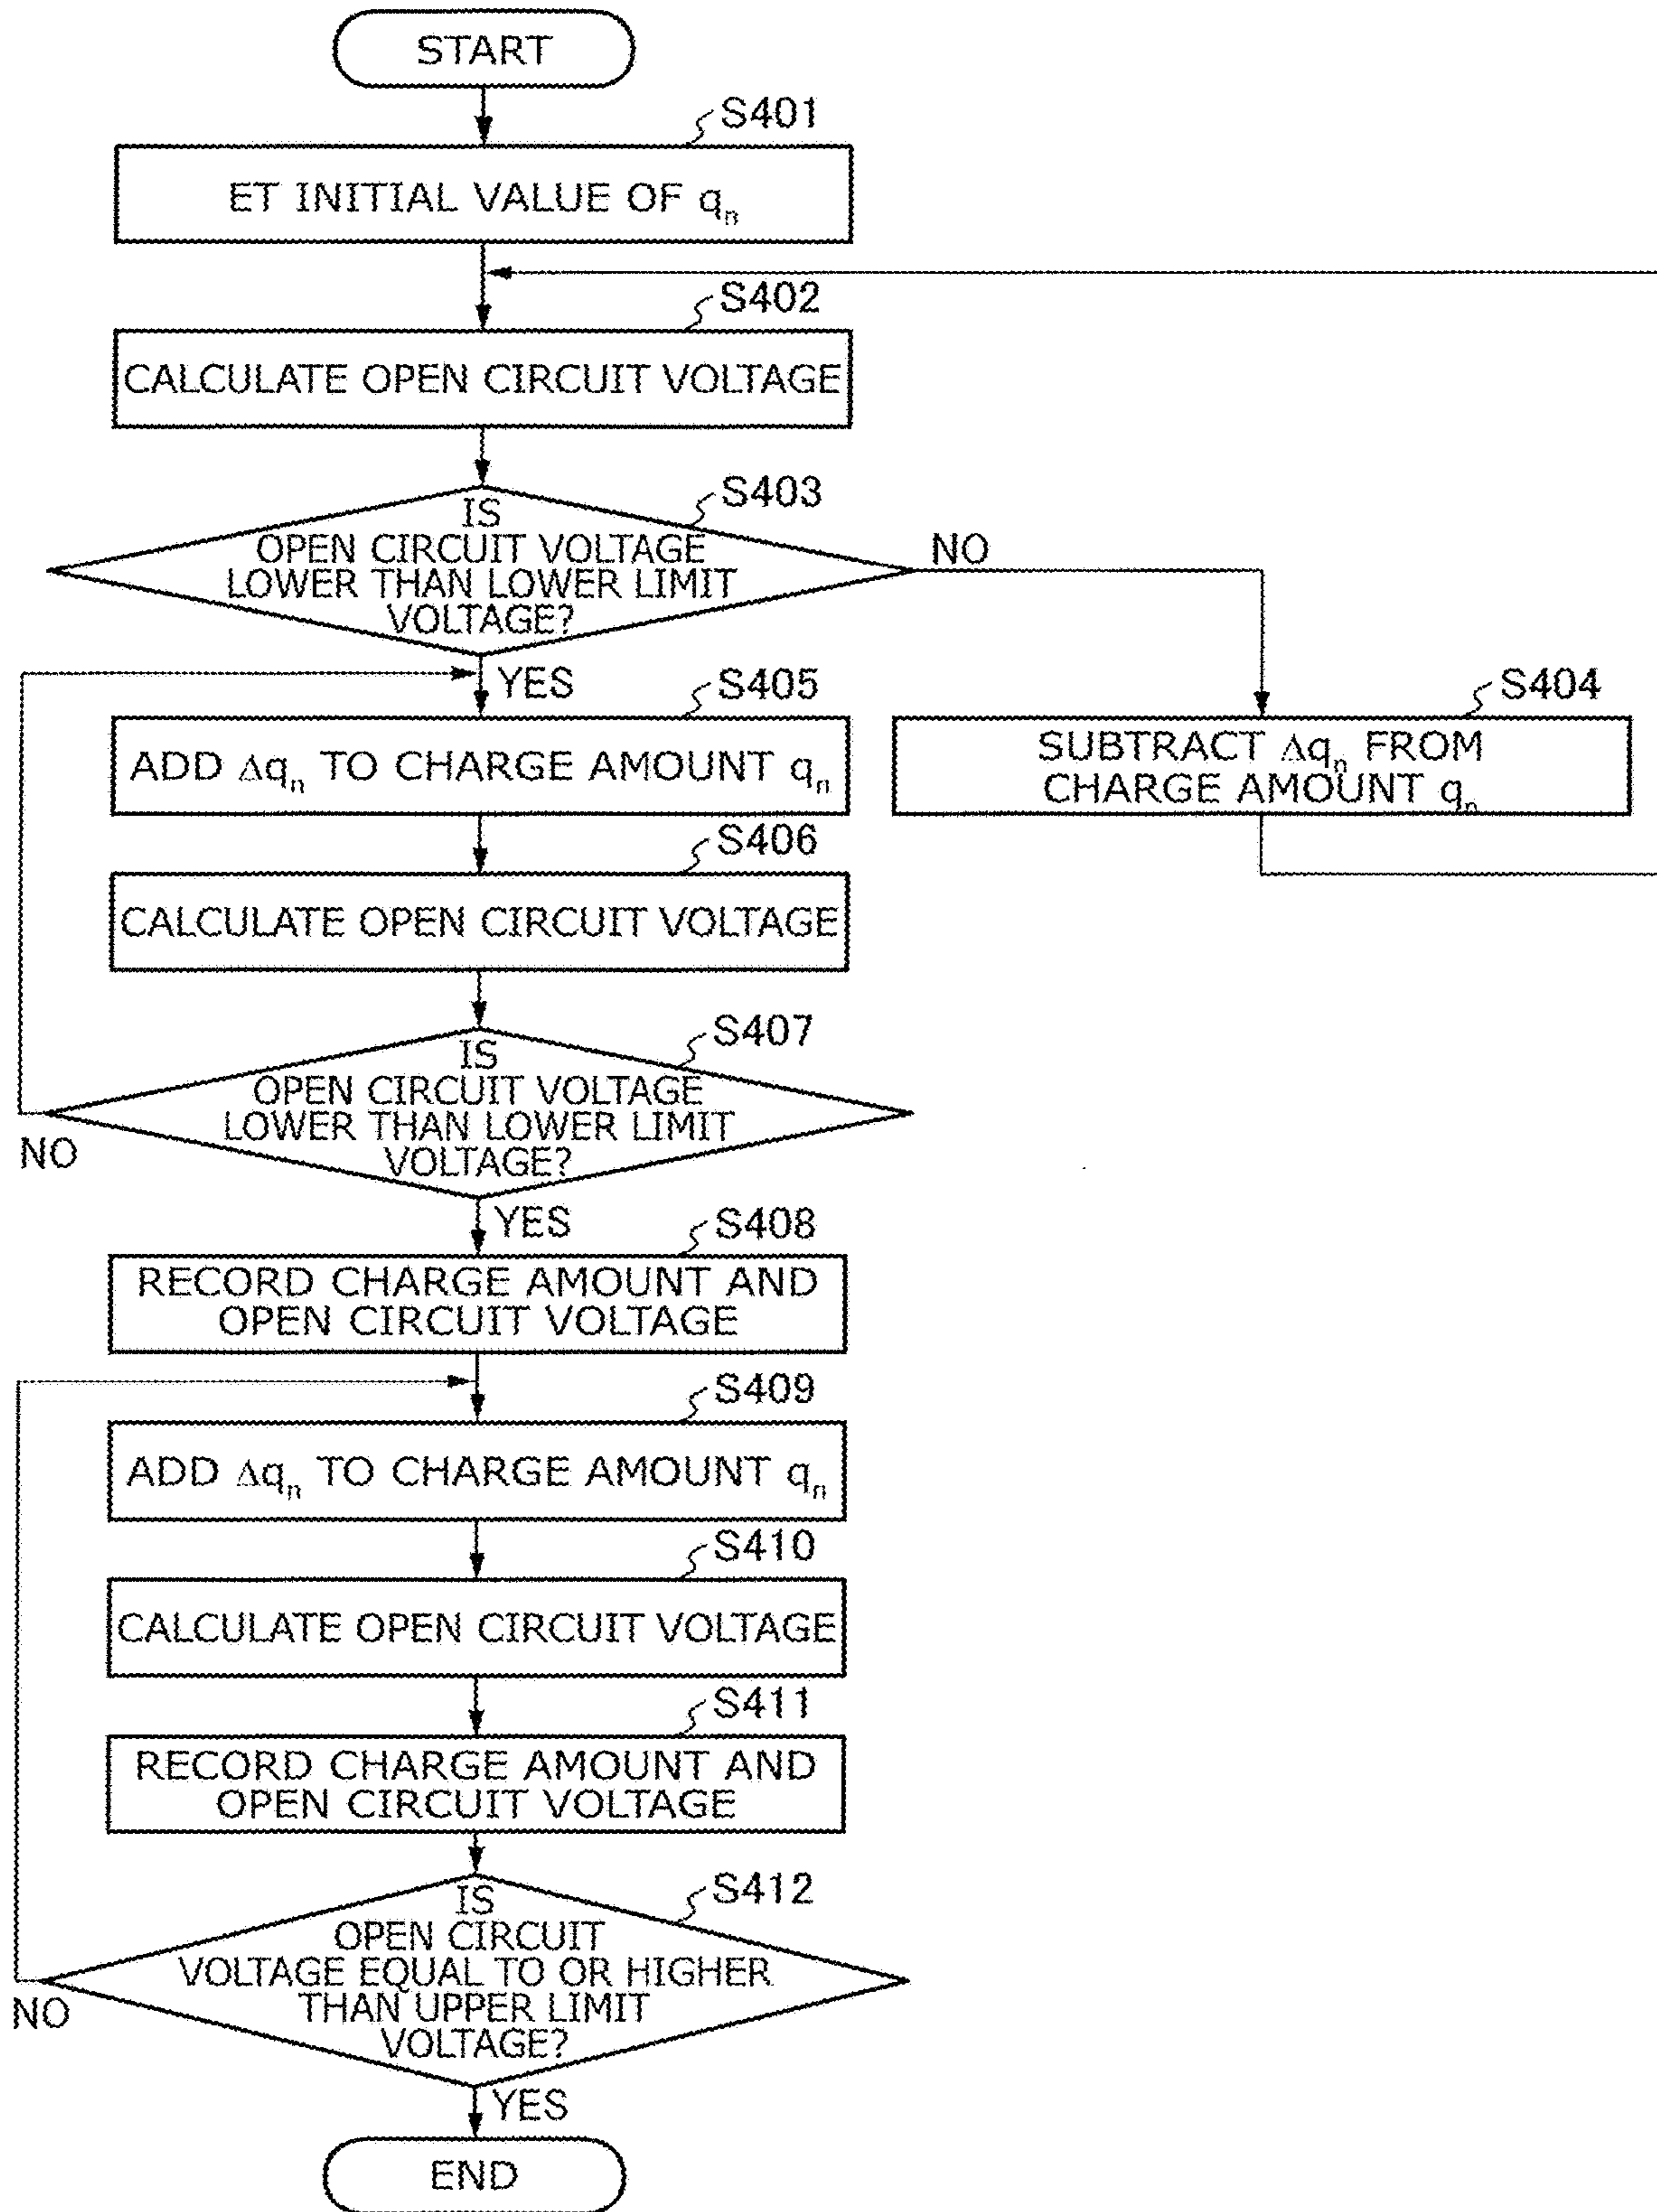 START
S401
ET INITIAL VALUE OF qn
S402
CALCULATE OPEN CIRCUIT VOLTAGE
S403
IS
OPEN CIRCUIT VOLTAGE
LOWER THAN LOWER LIMIT
VOLTAGE?
NO
YES
S404
SUBTRACT Δqn FROM
CHARGE AMOUNT qn
S405
ADD Δqn TO CHARGE AMOUNT qn
S406
CALCULATE OPEN CIRCUIT VOLTAGE
S407
IS
OPEN CIRCUIT VOLTAGE
LOWER THAN LOWER LIMIT
VOLTAGE?
NO
YES
S408
RECORD CHARGE AMOUNT AND
OPEN CIRCUIT VOLTAGE
S409
ADD Δqn TO CHARGE AMOUNT qn
S410
CALCULATE OPEN CIRCUIT VOLTAGE
S411
RECORD CHARGE AMOUNT AND
OPEN CIRCUIT VOLTAGE
S412
IS
OPEN CIRCUIT
VOLTAGE EQUAL TO OR HIGHER
THAN UPPER LIMIT
VOLTAGE?
NO
YES
END